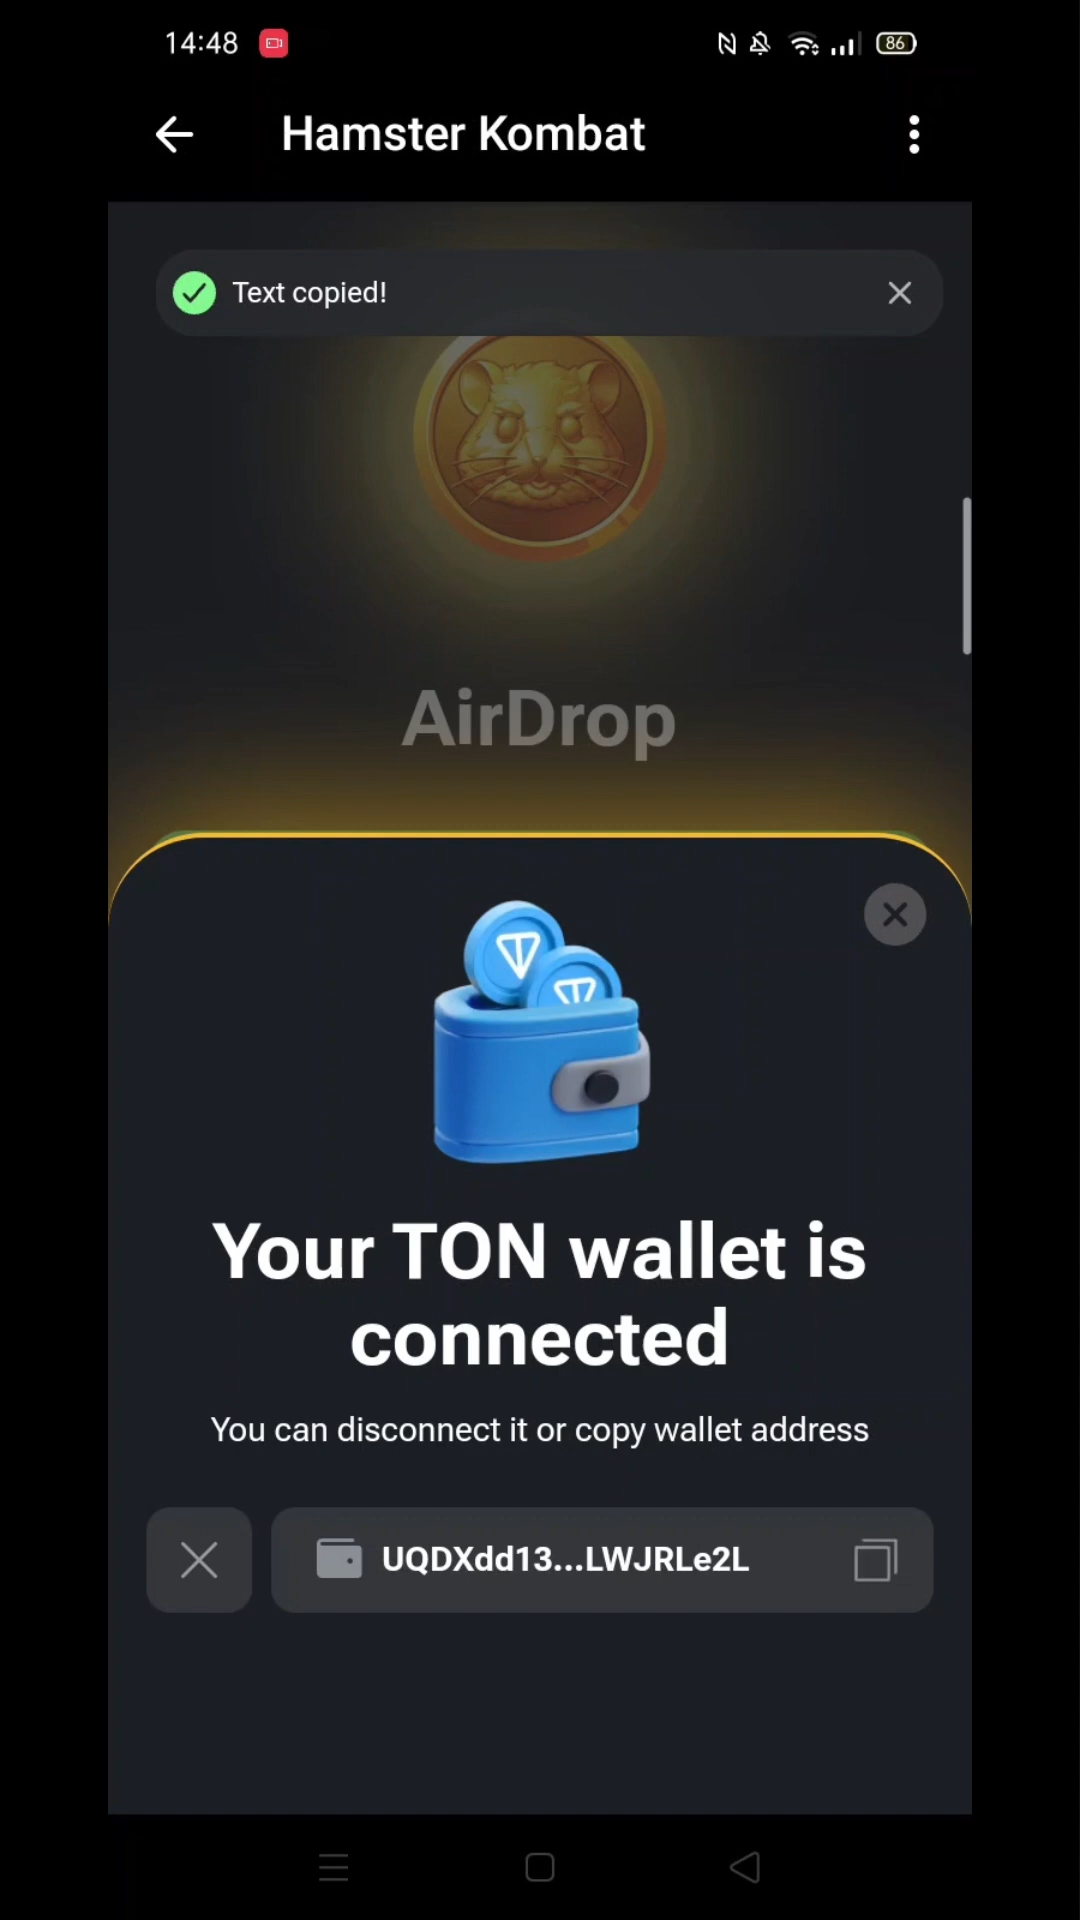 14:48
86
Hamster Kombat
Text copied!
AirDrop
Your TON wallet is
connected
You can disconnect it or copy wallet address
UQDXdd13...LWJRLe2L